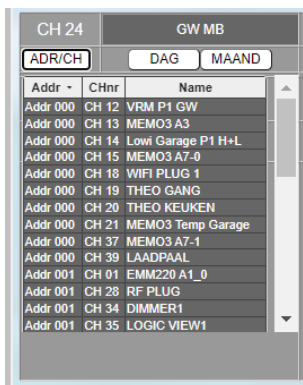 CH 24 GW MB
ADR/CH DAG MAAND
Addr CHnr Name
Addr 000 CH 12 VRM P1 GW
Addr 000 CH 13 MEMO3 A3
Addr 000 CH 14 Lowi Garage P1 H+L
Addr 000 CH 15 MEMO3 A7-0
Addr 000 CH 18 WIFI PLUG 1
Addr 000 CH 19 THEO GANG
Addr 000 CH 20 THEO KEUKEN
Addr 000 CH 21 MEMO3 Temp Garage
Addr 000 CH 37 MEMO3 A7-1
Addr 000 CH 39 LAADPAAL
Addr 001 CH 01 EMM220 A1_0
Addr 001 CH 28 RF PLUG
Addr 001 CH 34 DIMMER1
Addr 001 CH 35 LOGIC VIEW1